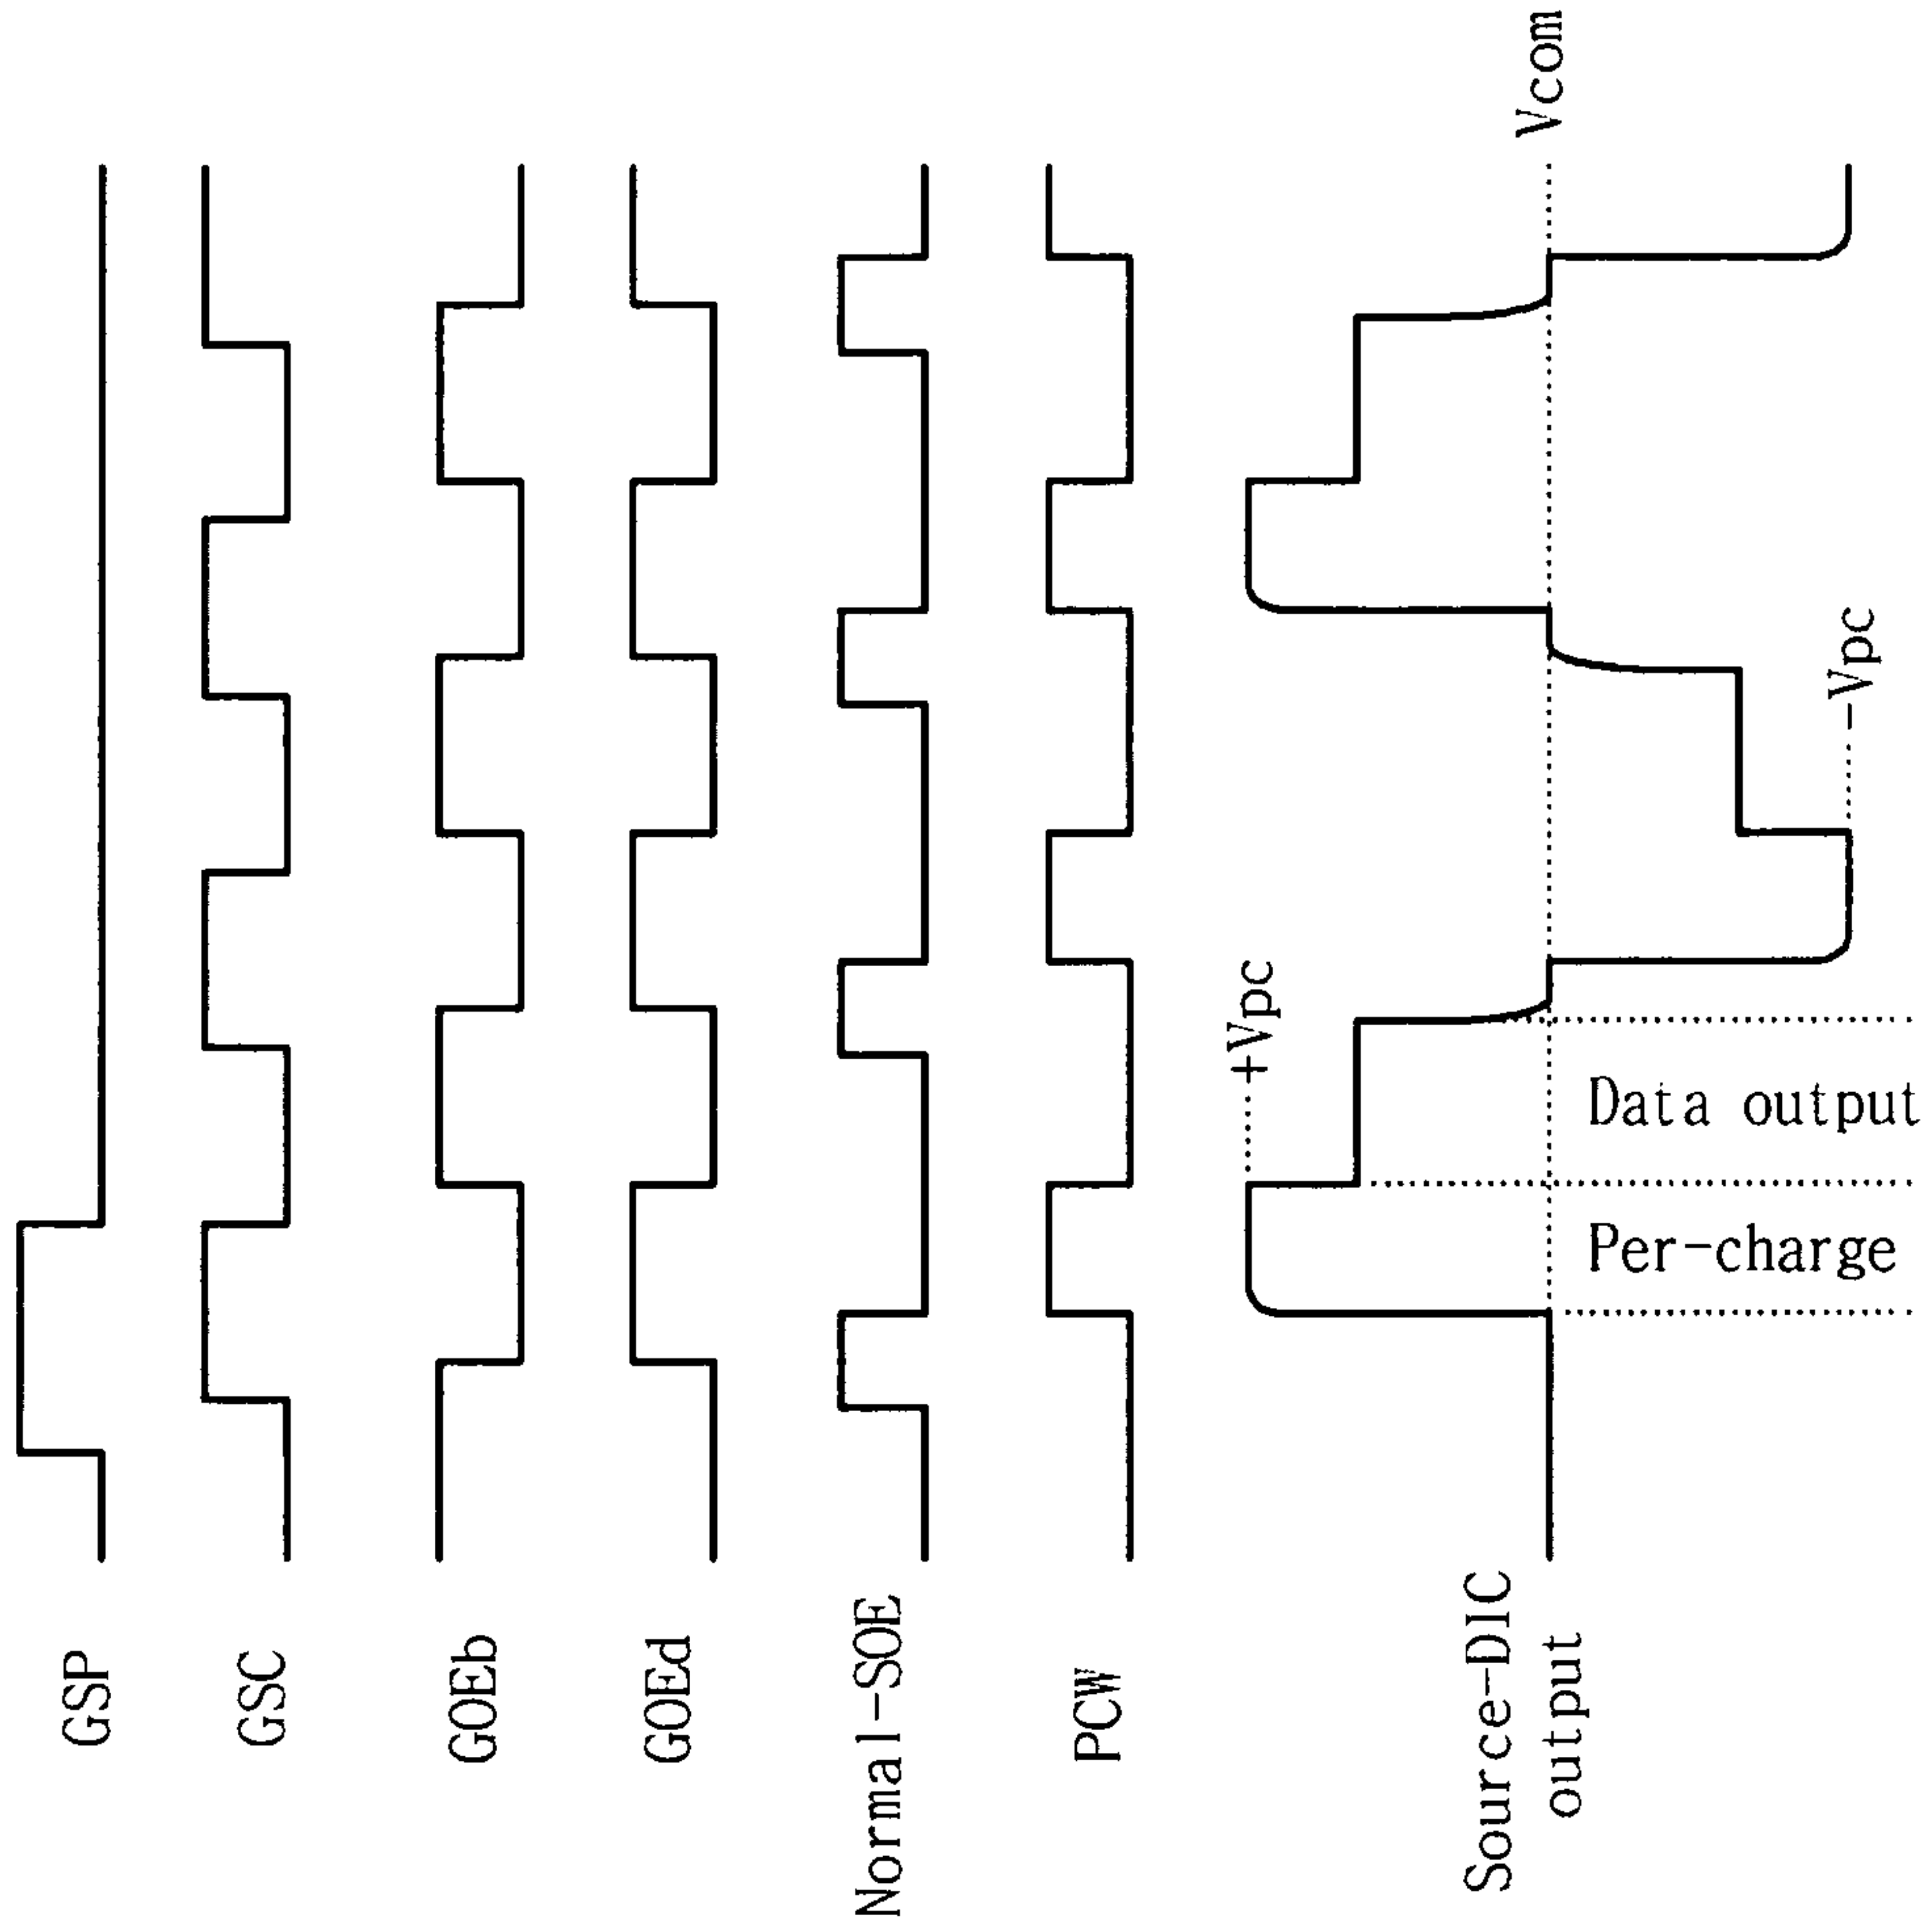 GSP
GSC
GOEb
GOEd
Normal-SOE
PCW
Source-DIC
output
+Vpc
-Vpc
Vcom
Per-charge
Data output